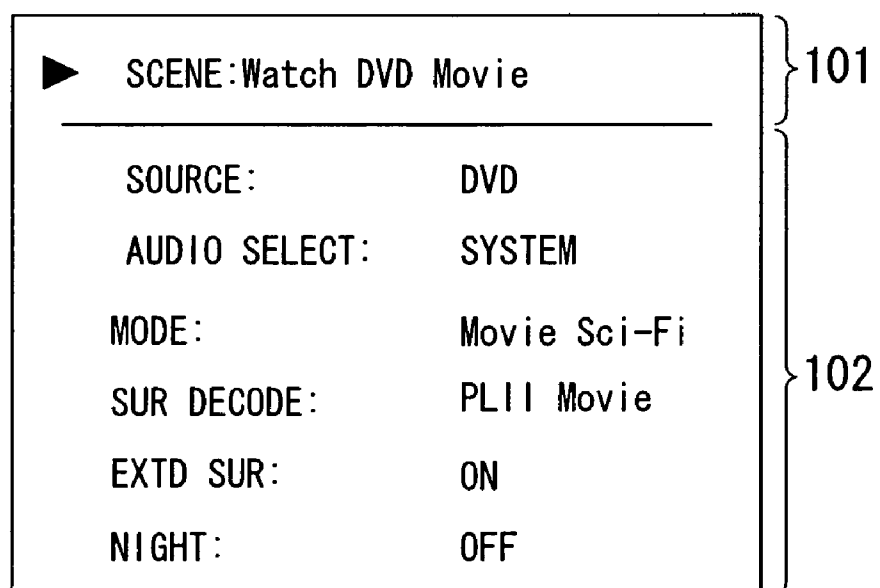 ▶ SCENE:Watch DVD Movie 101
SOURCE: DVD
AUDIO SELECT: SYSTEM
MODE: Movie Sci-Fi
102
SUR DECODE: PLII Movie
EXTD SUR: ON
NIGHT: OFF